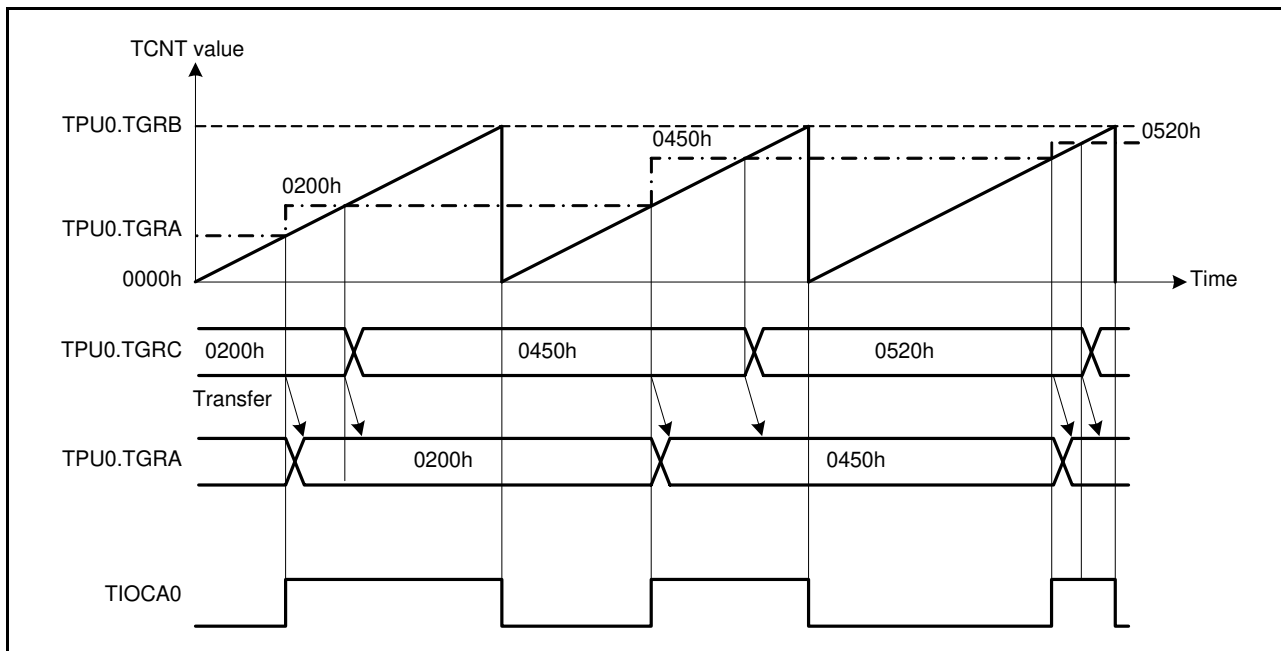 TCNT value
TPU0.TGRB
0450h
0520h
0200h
TPU0.TGRA
0000h
Time
TPU0.TGRC
0200h
0450h
0520h
Transfer
TPU0.TGRA
0200h
0450h
TIOCA0